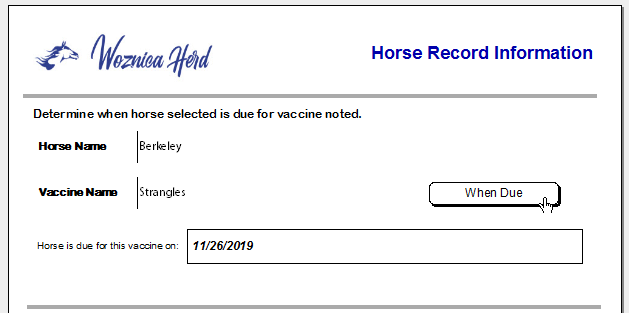 Woznica Herd
Horse Record Information
Determine when horse selected is due for vaccine noted.
Horse Name Berkeley
Vaccine Name Strangles
When Due
Horse is due for this vaccine on: 11/26/2019